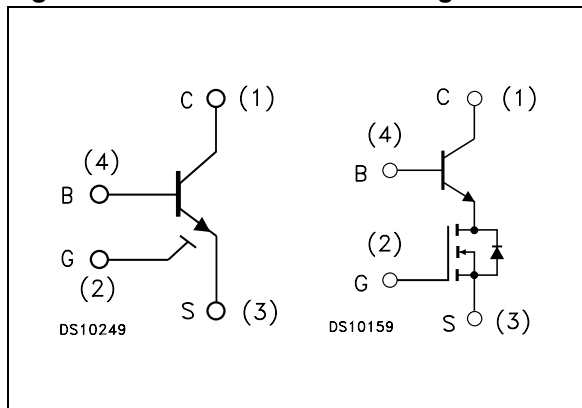 C (1)
(4)
B
G
(2)
S (3)
DS10249
C (1)
(4)
B
(2)
G
S (3)
DS10159